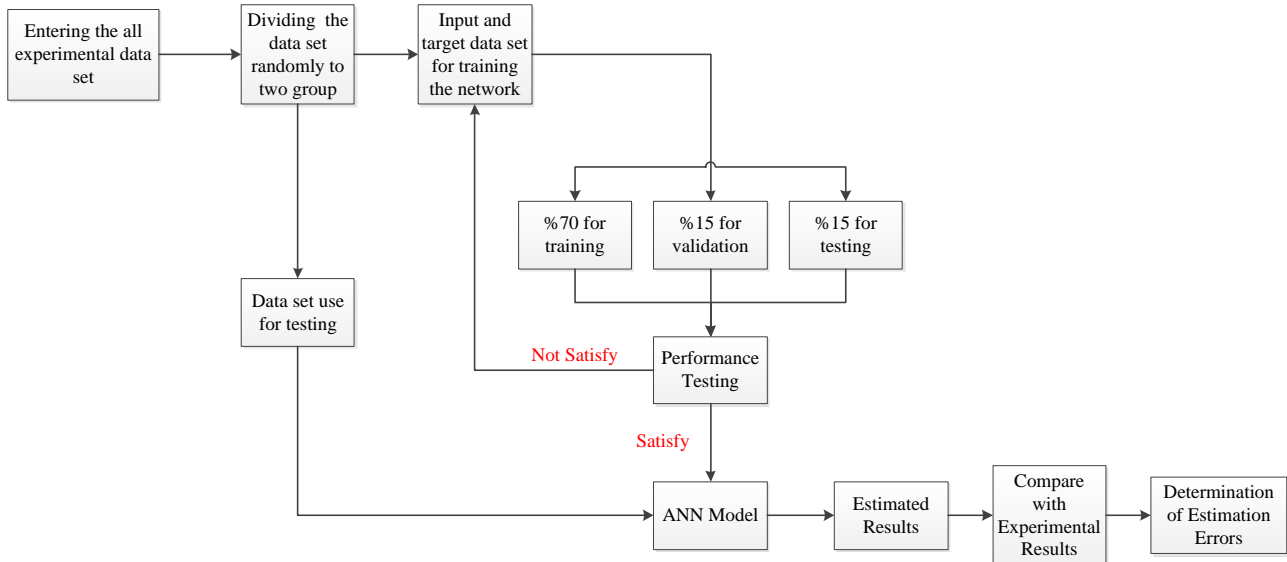 Entering the all
experimental data
set
Dividing the
data set
randomly to
two group
Input and
target data set
for training
the network
%70 for
training
%15 for
validation
%15 for
testing
Data set use
for testing
Not Satisfy
Performance
Testing
Satisfy
ANN Model
Estimated
Results
Compare
with
Experimental
Results
Determination
of Estimation
Errors